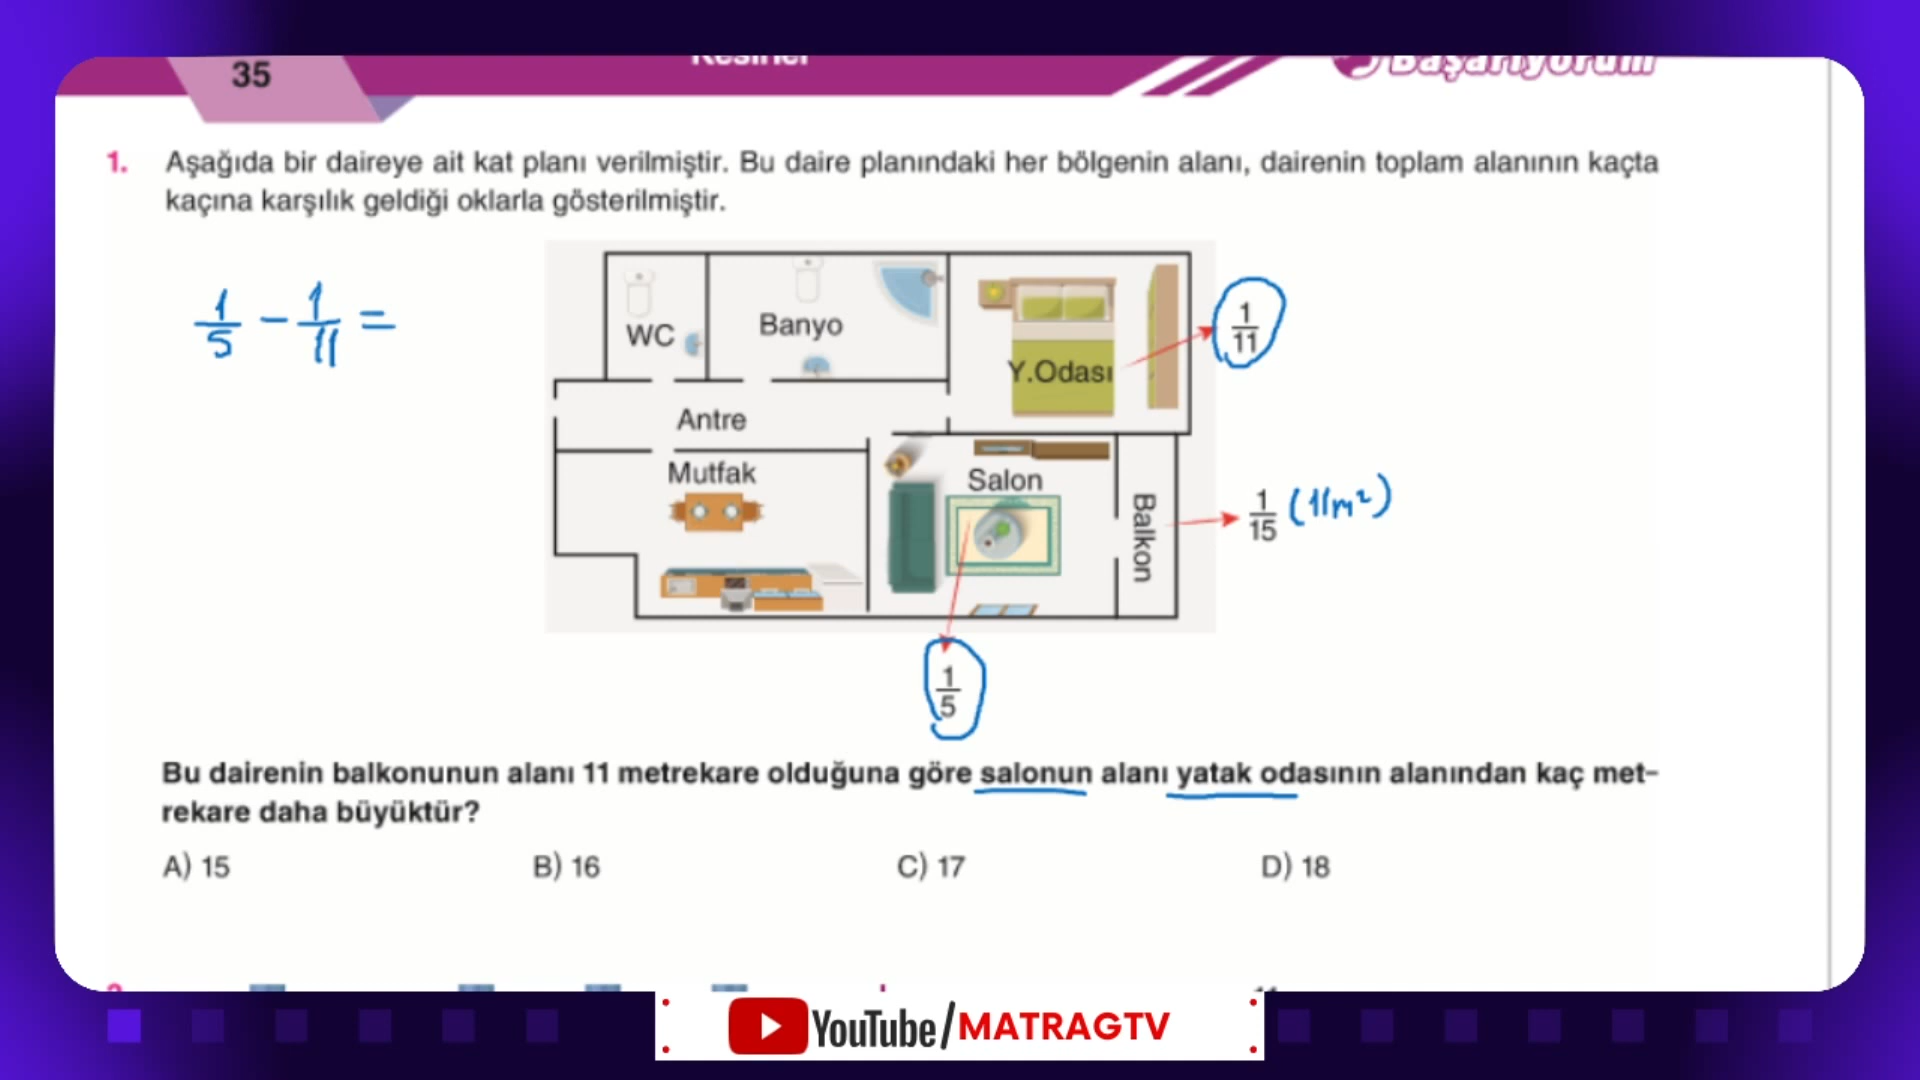 35
Kesirler
Başarıyorum
1. Aşağıda bir daireye ait kat planı verilmiştir. Bu daire planındaki her bölgenin alanı, dairenin toplam alanının kaçta
kaçına karşılık geldiği oklarla gösterilmiştir.
1/5 - 1/11 =
WC
Banyo
Y.Odası
1/11
Antre
Mutfak
Salon
Balkon
1/15 (11m²)
1/5
Bu dairenin balkonunun alanı 11 metrekare olduğuna göre salonun alanı yatak odasının alanından kaç met-
rekare daha büyüktür?
A) 15 B) 16 C) 17 D) 18
YouTube/MATRAGTV